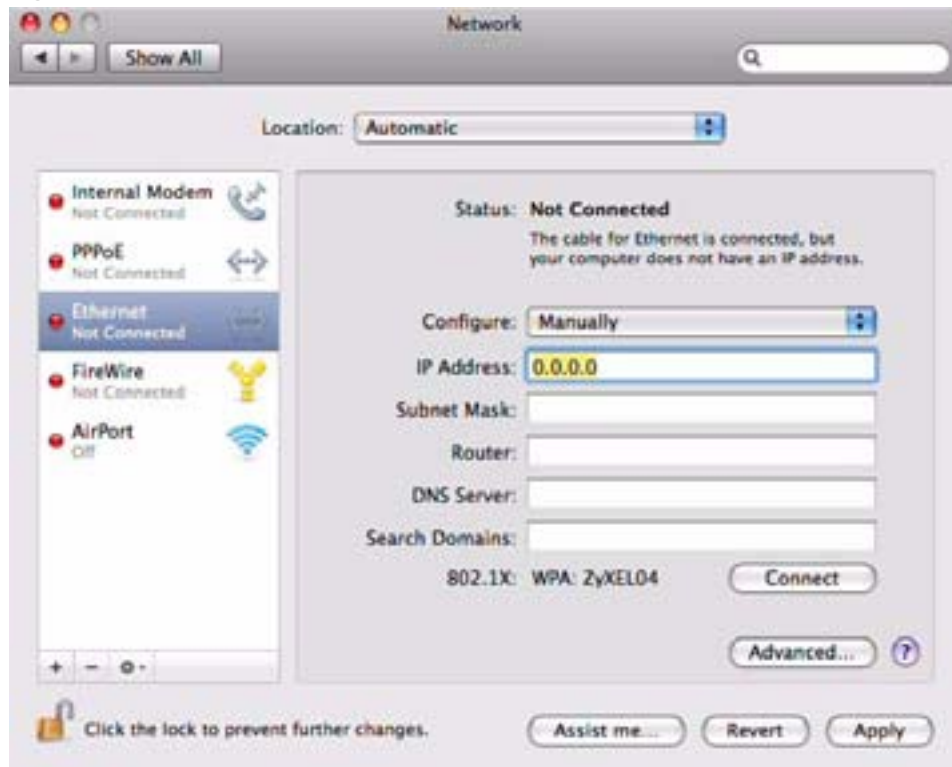 Network
Show All
Location: Automatic
Internal Modem
Not Connected
PPPoE
Not Connected
Ethernet
Not Connected
FireWire
Not Connected
AirPort
Off
Status: Not Connected
The cable for Ethernet is connected, but
your computer does not have an IP address.
Configure: Manually
IP Address: 0.0.0.0
Subnet Mask:
Router:
DNS Server:
Search Domains:
802.1X: WPA: ZyXEL04 Connect
Advanced... ?
+ -
Click the lock to prevent further changes.
Assist me... Revert Apply